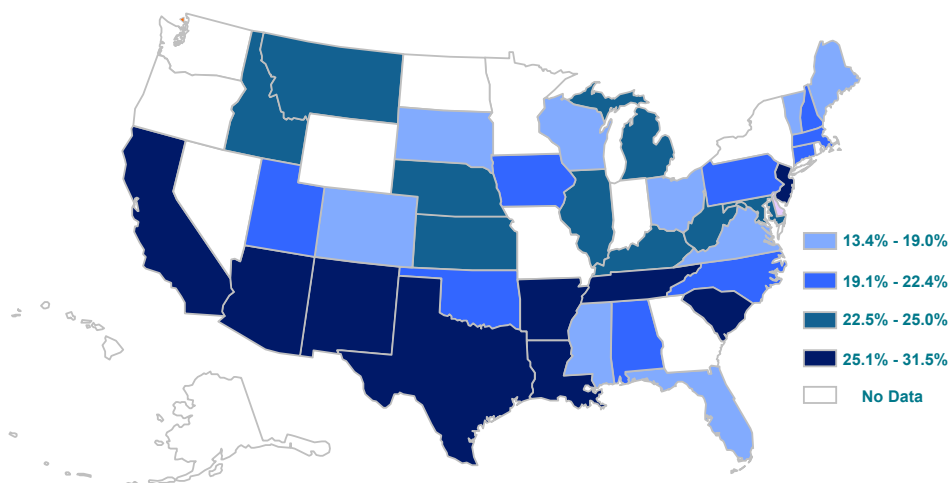 13.4% - 19.0%
19.1% - 22.4%
22.5% - 25.0%
25.1% - 31.5%
No Data